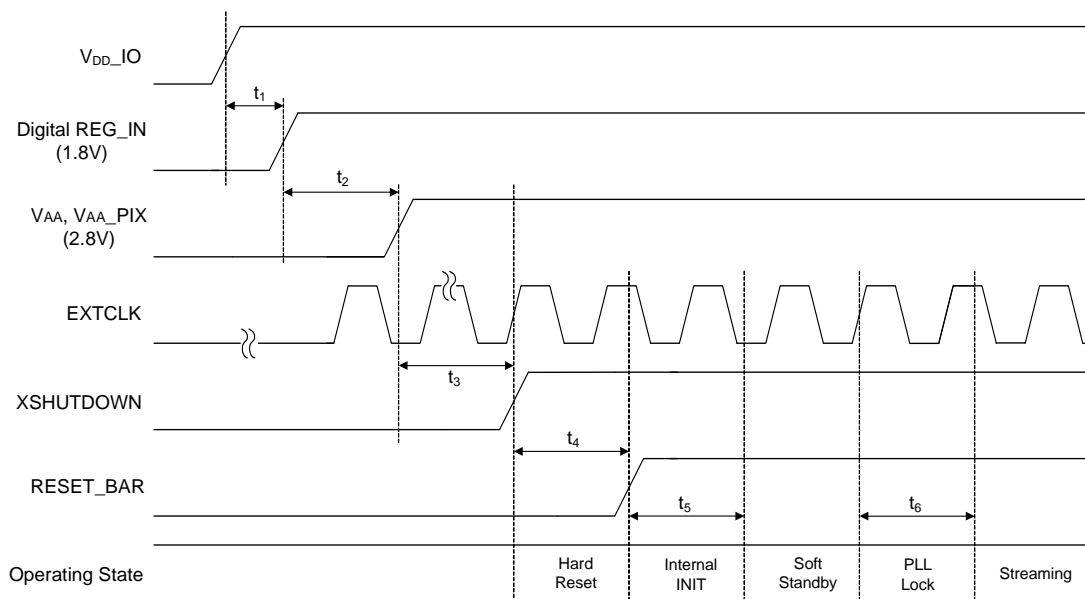 V_DD_IO
t₁
Digital REG_IN
(1.8V)
t₂
VAA, VAA_PIX
(2.8V)
EXTCLK
t₃
XSHUTDOWN
t₄
RESET_BAR
t₅
t₆
Operating State
Hard
Reset
Internal
INIT
Soft
Standby
PLL
Lock
Streaming